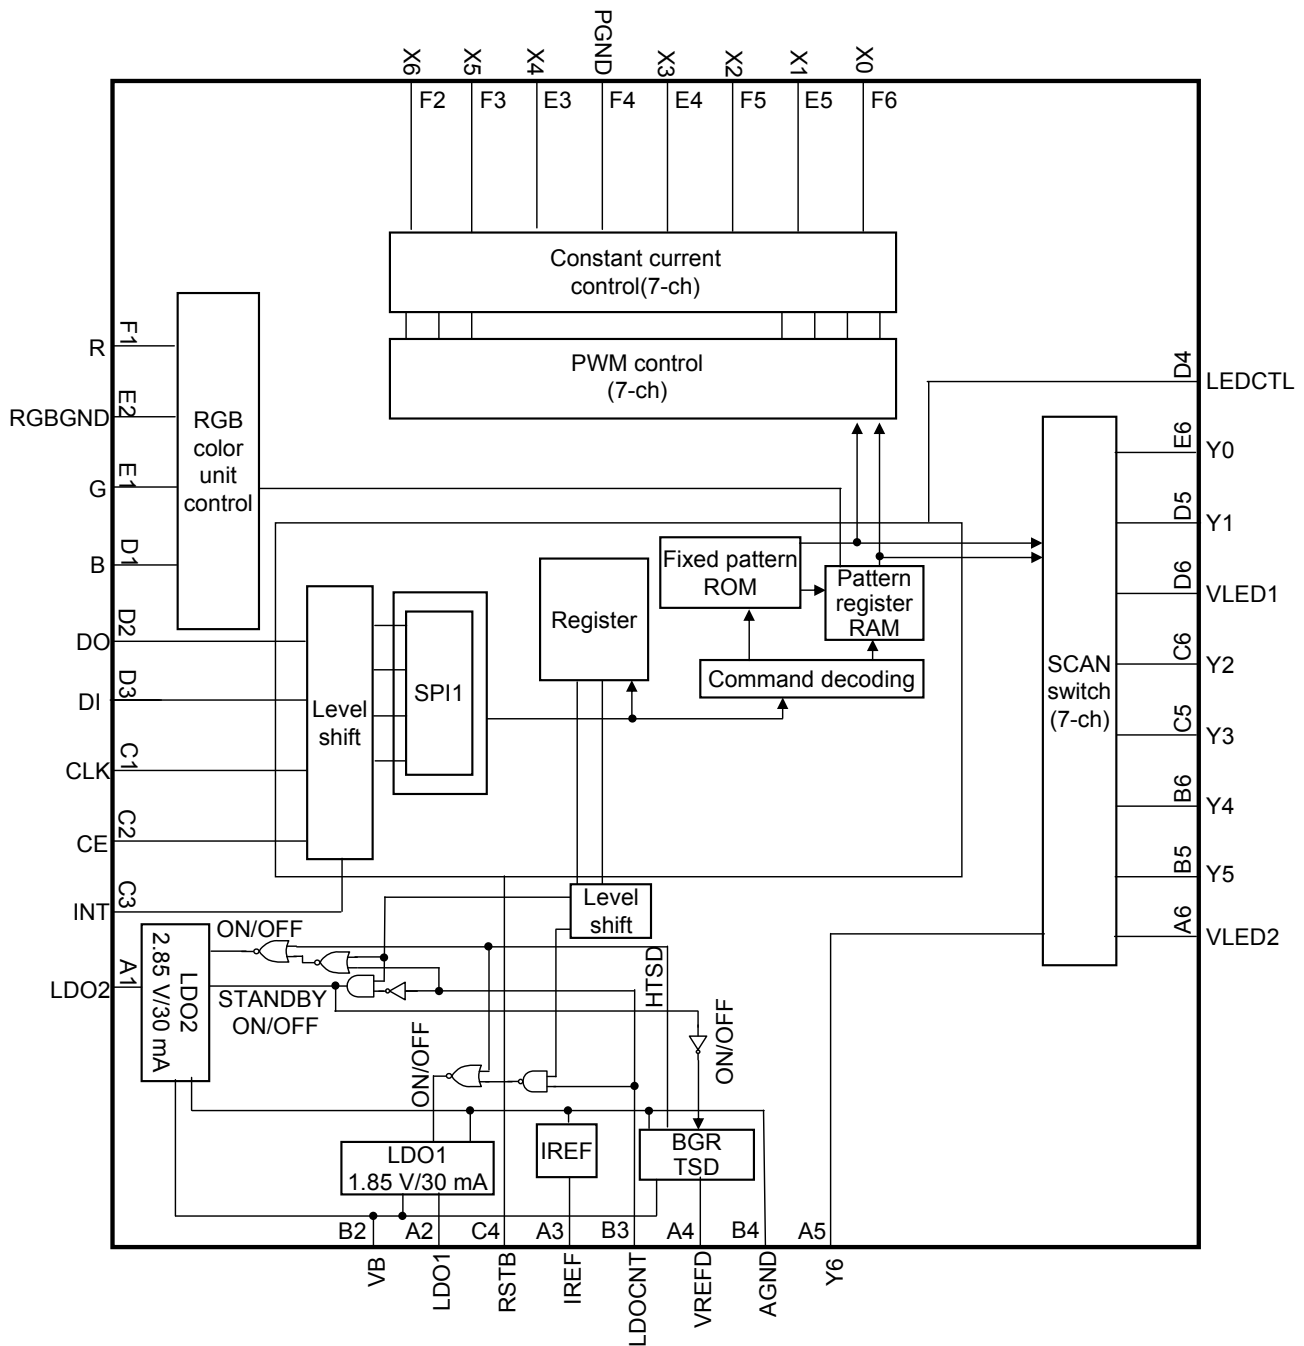 X6
X5
X4
PGND
X3
X2
X1
X0
F2
F3
E3
F4
E4
F5
E5
F6
Constant current
control(7-ch)
PWM control
(7-ch)
R
F1
RGBGND
E2
G
E1
B
D1
RGB
color
unit
control
DO
D2
DI
D3
CLK
C1
CE
C2
INT
C3
LDO2
A1
Level
shift
SPI1
Register
Fixed pattern
ROM
Pattern
register
RAM
Command decoding
SCAN
switch
(7-ch)
D4
LEDCTL
E6
Y0
D5
Y1
D6
VLED1
C6
Y2
C5
Y3
B6
Y4
B5
Y5
A6
VLED2
Level
shift
ON/OFF
LDO2
2.85 V/30 mA
STANDBY
ON/OFF
HTSD
ON/OFF
ON/OFF
LDO1
1.85 V/30 mA
IREF
BGR
TSD
B2
A2
C4
A3
B3
A4
B4
A5
VB
LDO1
RSTB
IREF
LDOCNT
VREFD
AGND
Y6